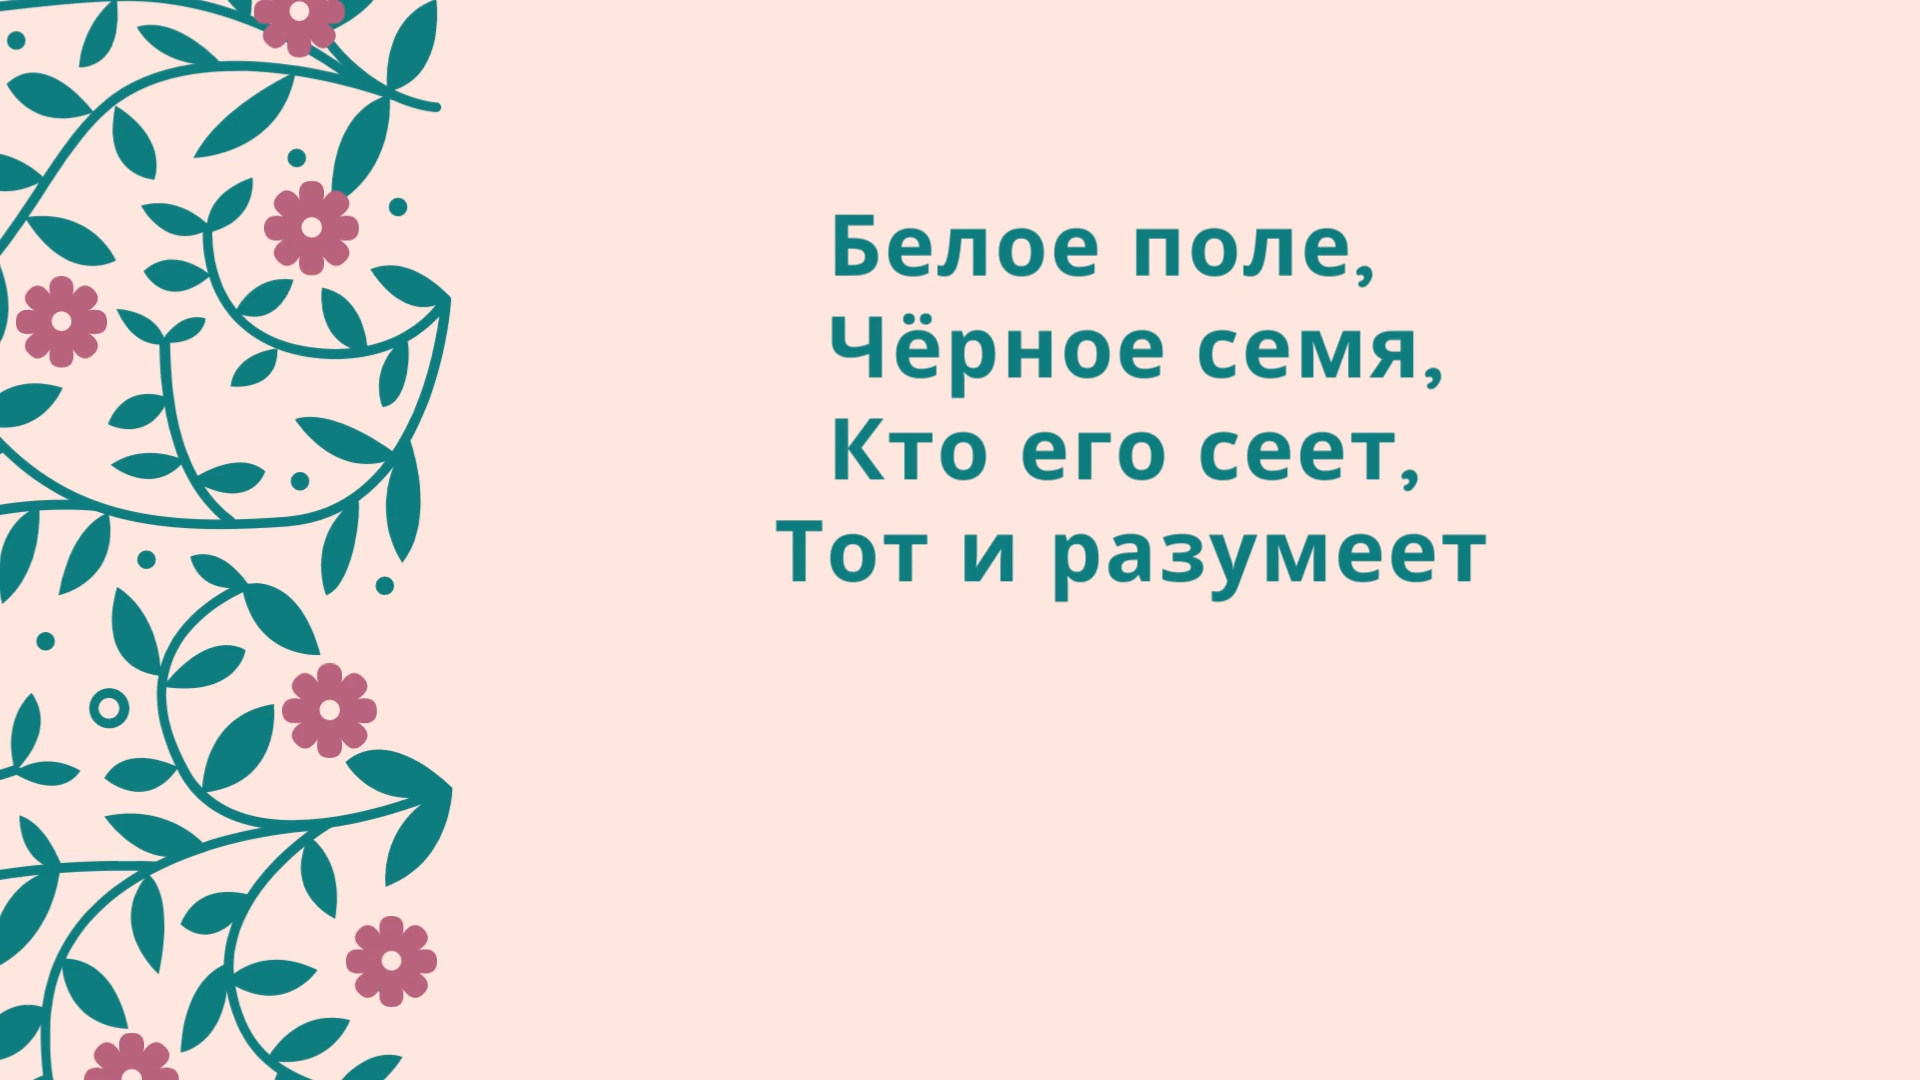 Белое поле,
Чёрное семя,
Кто его сеет,
Тот и разумеет